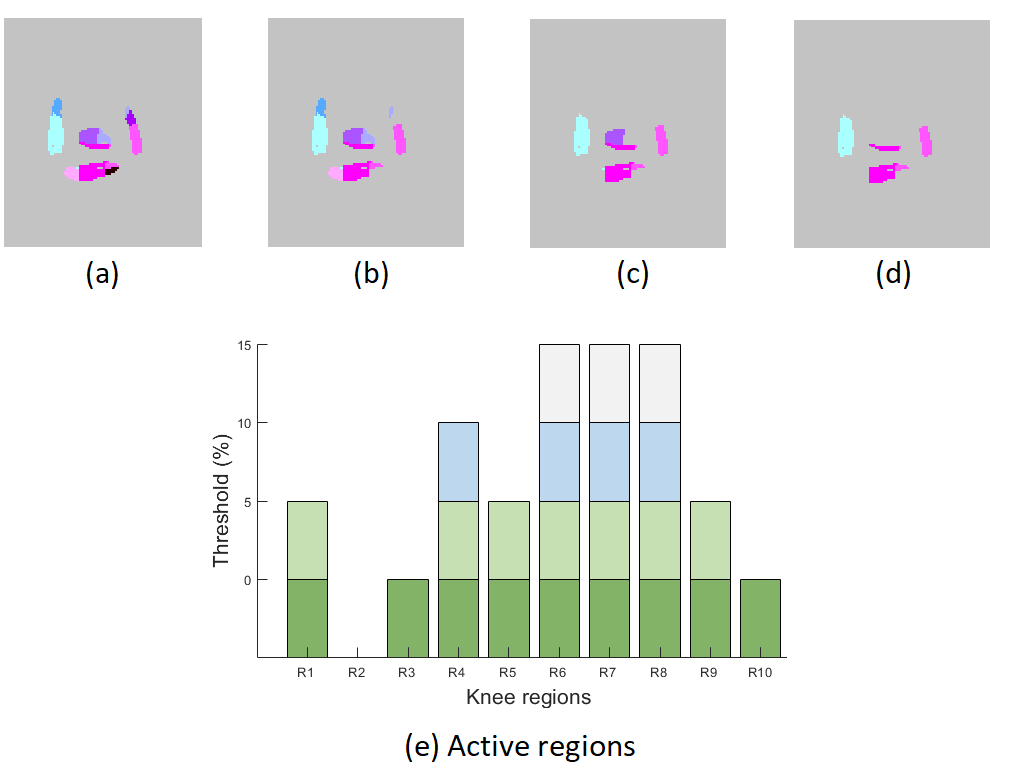 (a) (b) (c) (d)
15
10
5
0
Threshold (%)
R1 R2 R3 R4 R5 R6 R7 R8 R9 R10
Knee regions
(e) Active regions